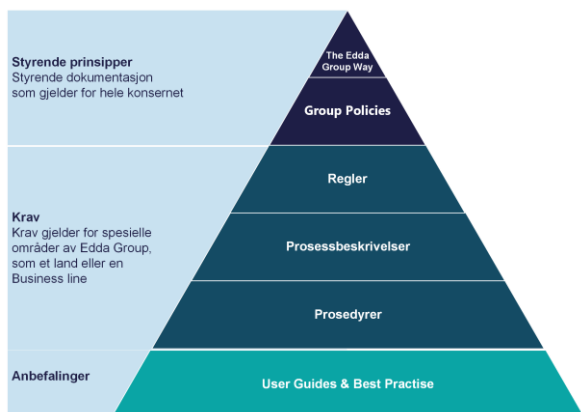 The Edda
Group Way
Styrende prinsipper
Styrende dokumentasjon
som gjelder for hele konsernet
Group Policies
Regler
Krav
Krav gjelder for spesielle
områder av Edda Group,
som et land eller en
Business line
Prosessbeskrivelser
Prosedyrer
Anbefalinger
User Guides & Best Practise